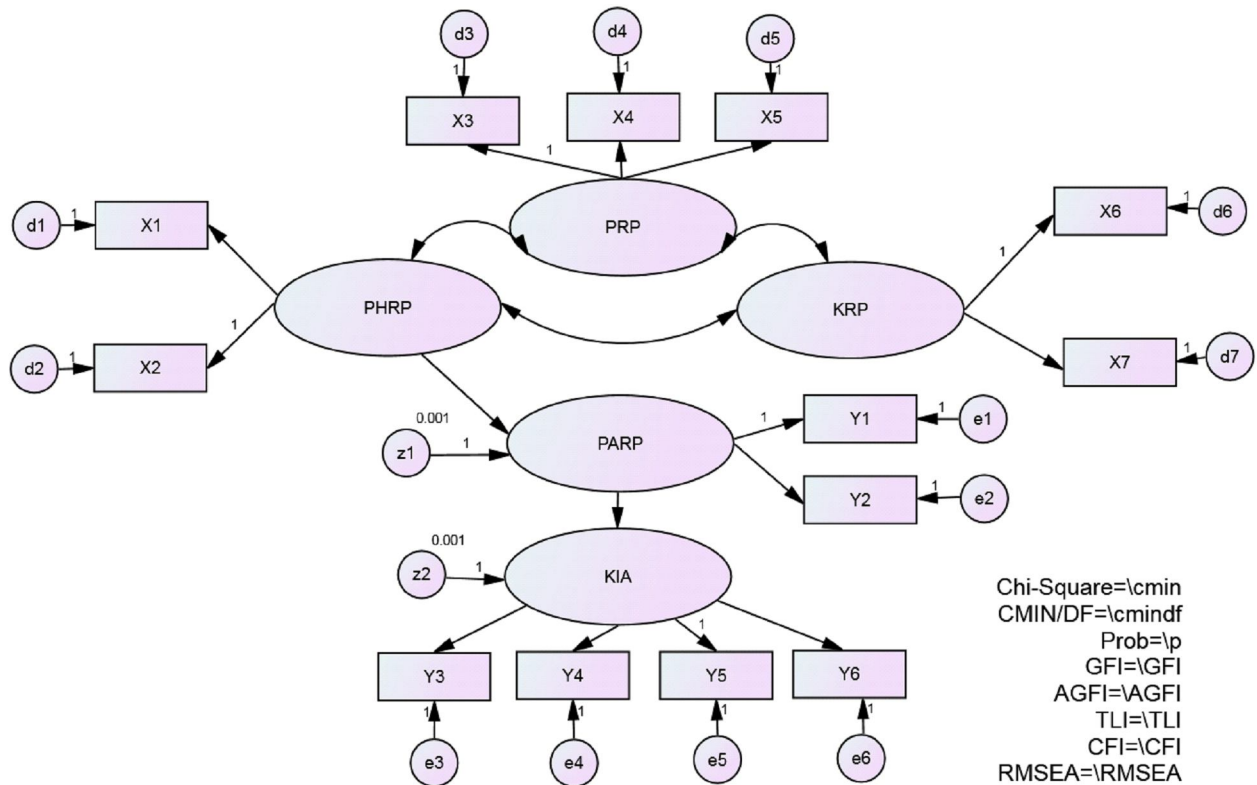 d3
d4
d5
1
1
1
X3
X4
X5
1
d1
1
X1
PRP
X6
1
d6
1
PHRP
KRP
1
d2
1
X2
X7
1
d7
0.001
z1
1
PARP
1
Y1
1
e1
Y2
1
e2
0.001
z2
1
KIA
1
Y3
Y4
Y5
Y6
1
1
1
1
e3
e4
e5
e6
Chi-Square=\cmin
CMIN/DF=\cmindf
Prob=\p
GFI=\GFI
AGFI=\AGFI
TLI=\TLI
CFI=\CFI
RMSEA=\RMSEA